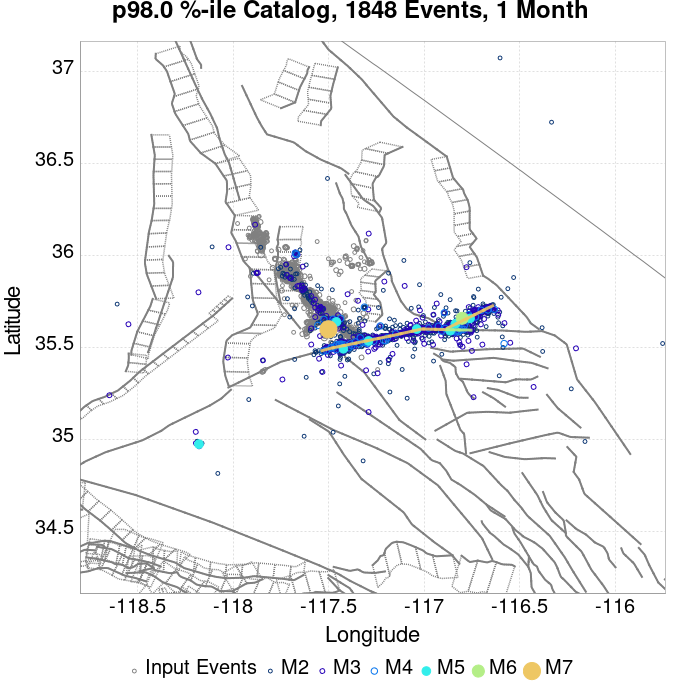 p98.0 %-ile Catalog, 1848 Events, 1 Month
37
36.5
36
35.5
35
34.5
Latitude
-118.5 -118 -117.5 -117 -116.5 -116
Longitude
Input Events M2 M3 M4 M5 M6 M7